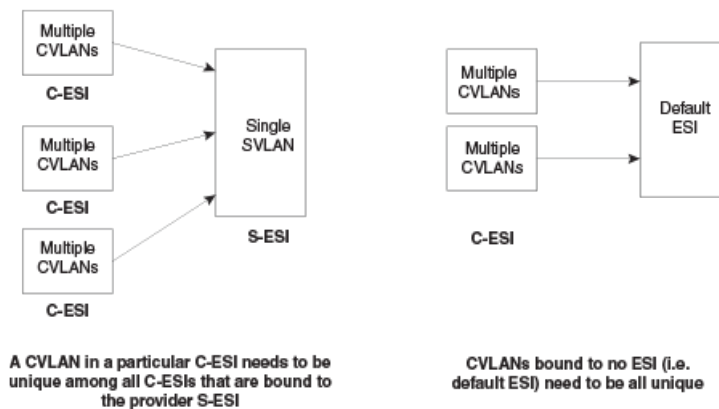 Multiple
CVLANs
C-ESI
Multiple
CVLANs
C-ESI
Multiple
CVLANs
C-ESI
Single
SVLAN
S-ESI
A CVLAN in a particular C-ESI needs to be
unique among all C-ESIs that are bound to
the provider S-ESI
Multiple
CVLANs
Multiple
CVLANs
C-ESI
Default
ESI
CVLANs bound to no ESI (i.e.
default ESI) need to be all unique